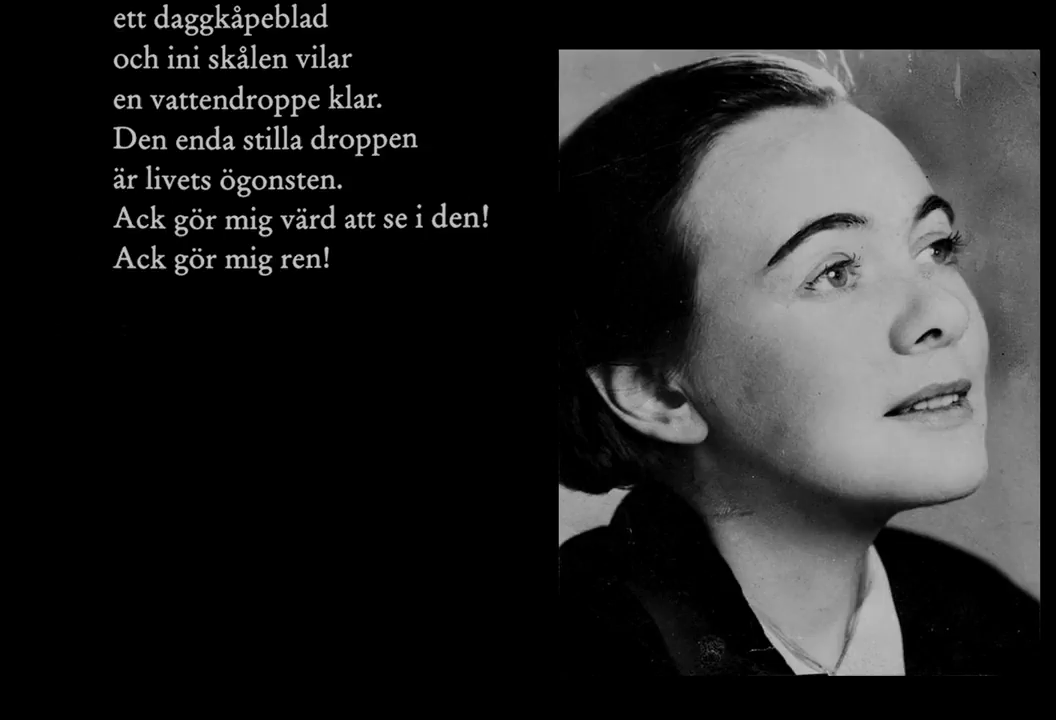 ett daggkåpeblad
och ini skålen vilar
en vattendroppe klar.
Den enda stilla droppen
är livets ögonsten.
Ack gör mig värd att se i den!
Ack gör mig ren!